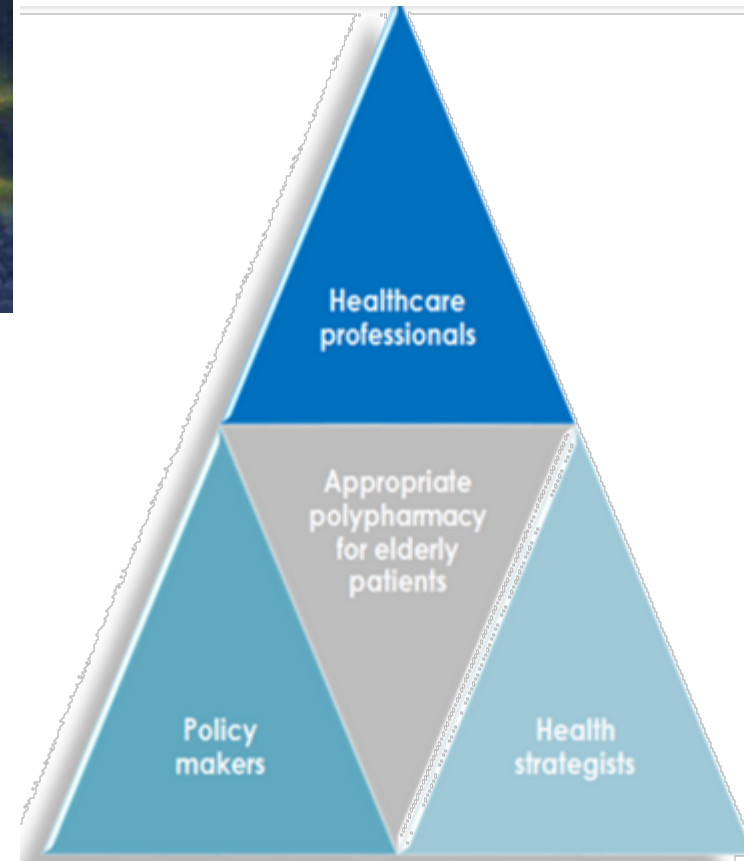 Healthcare
professionals
Appropriate
polypharmacy
for elderly
patients
Policy
makers
Health
strategists